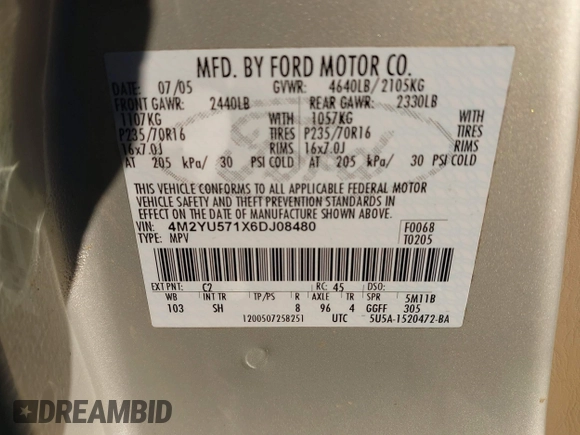 MFD. BY FORD MOTOR CO.
DATE: 07/05 GVWR: 4640LB/2105KG
FRONT GAWR: 2440LB REAR GAWR: 2330LB
1107KG WITH 1057KG WITH
P235/70R16 TIRES P235/70R16 TIRES
16x7.0J RIMS 16x7.0J RIMS
AT 205 kPa/ 30 PSI COLD AT 205 kPa/ 30 PSI COLD
THIS VEHICLE CONFORMS TO ALL APPLICABLE FEDERAL MOTOR
VEHICLE SAFETY AND THEFT PREVENTION STANDARDS IN
EFFECT ON THE DATE OF MANUFACTURE SHOWN ABOVE.
VIN: 4M2YU571X6DJ08480 F0068
TYPE: MPV T0205
EXT PNT: C2 RC: 45 DSO:
WB INT TR TP/PS R AXLE TR SPR 5M11B
103 SH 8 96 4 GGFF 305
1200507258251 UTC 5U5A-1520472-BA
Ford
DREAMBID